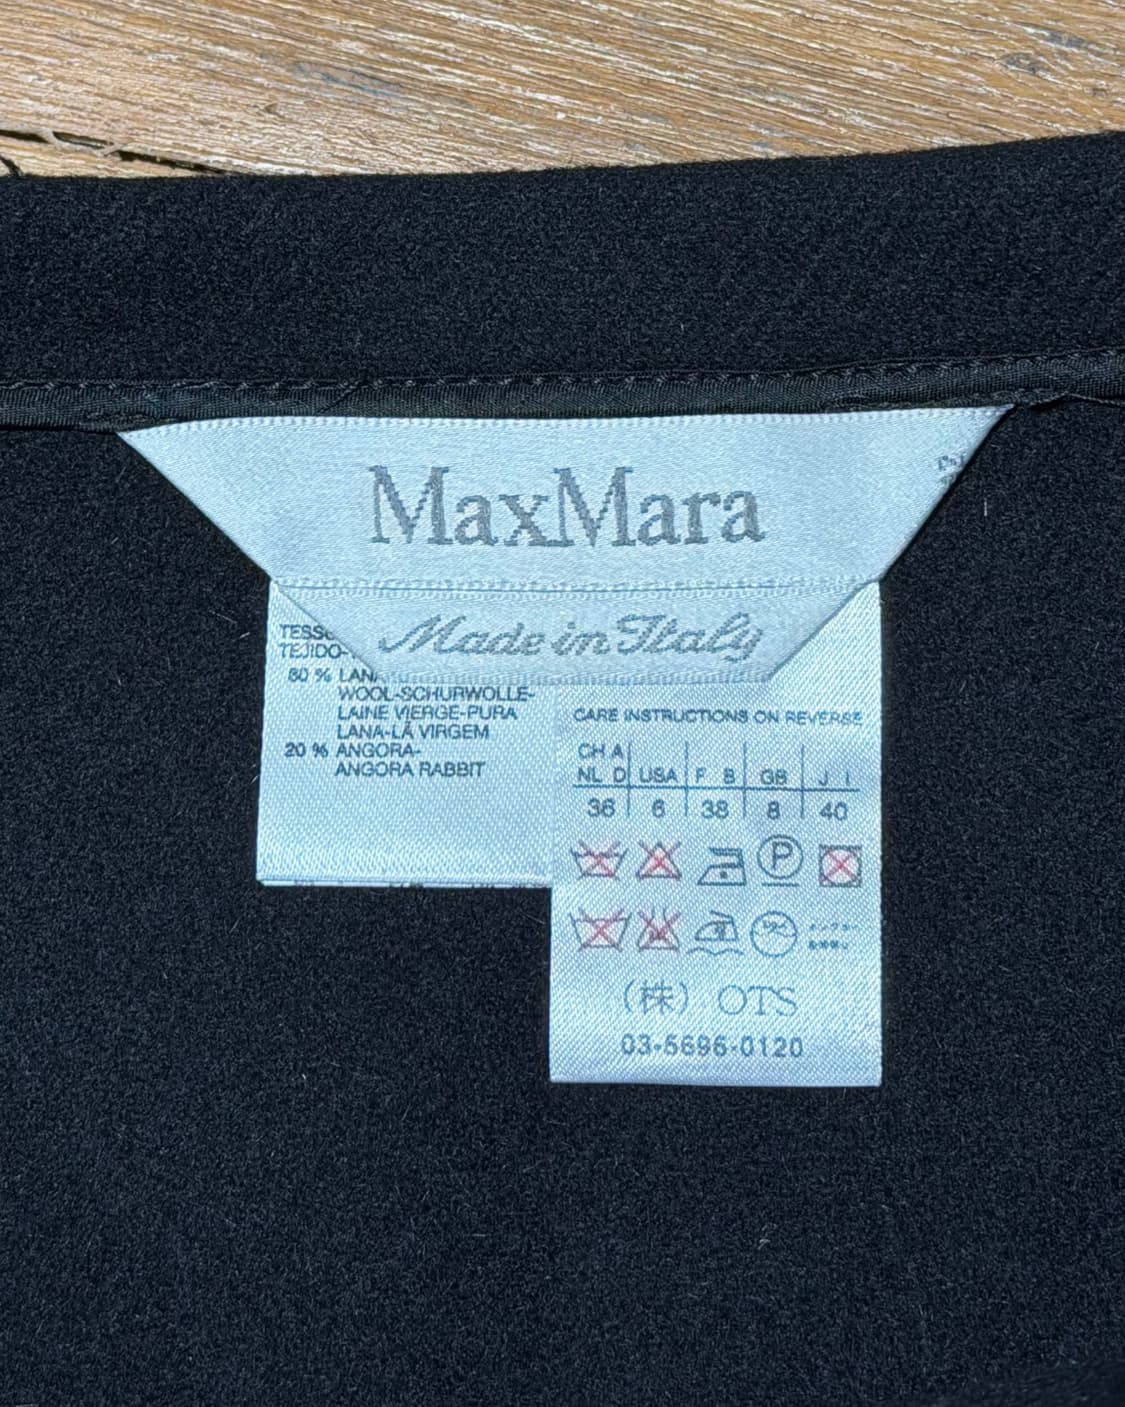 MaxMara
Made in Italy
TEJIDO-
80 %
WOOL-SCHURWOLLE-
LAINE VIERGE-PURA
LANA-LÃ VIRGEM
20 % ANGORA-
ANGORA RABBIT
CARE INSTRUCTIONS ON REVERSE
CH A
NL D USA F B GB J I
36 6 38 8 40
P
(株) OTS
03-5696-0120